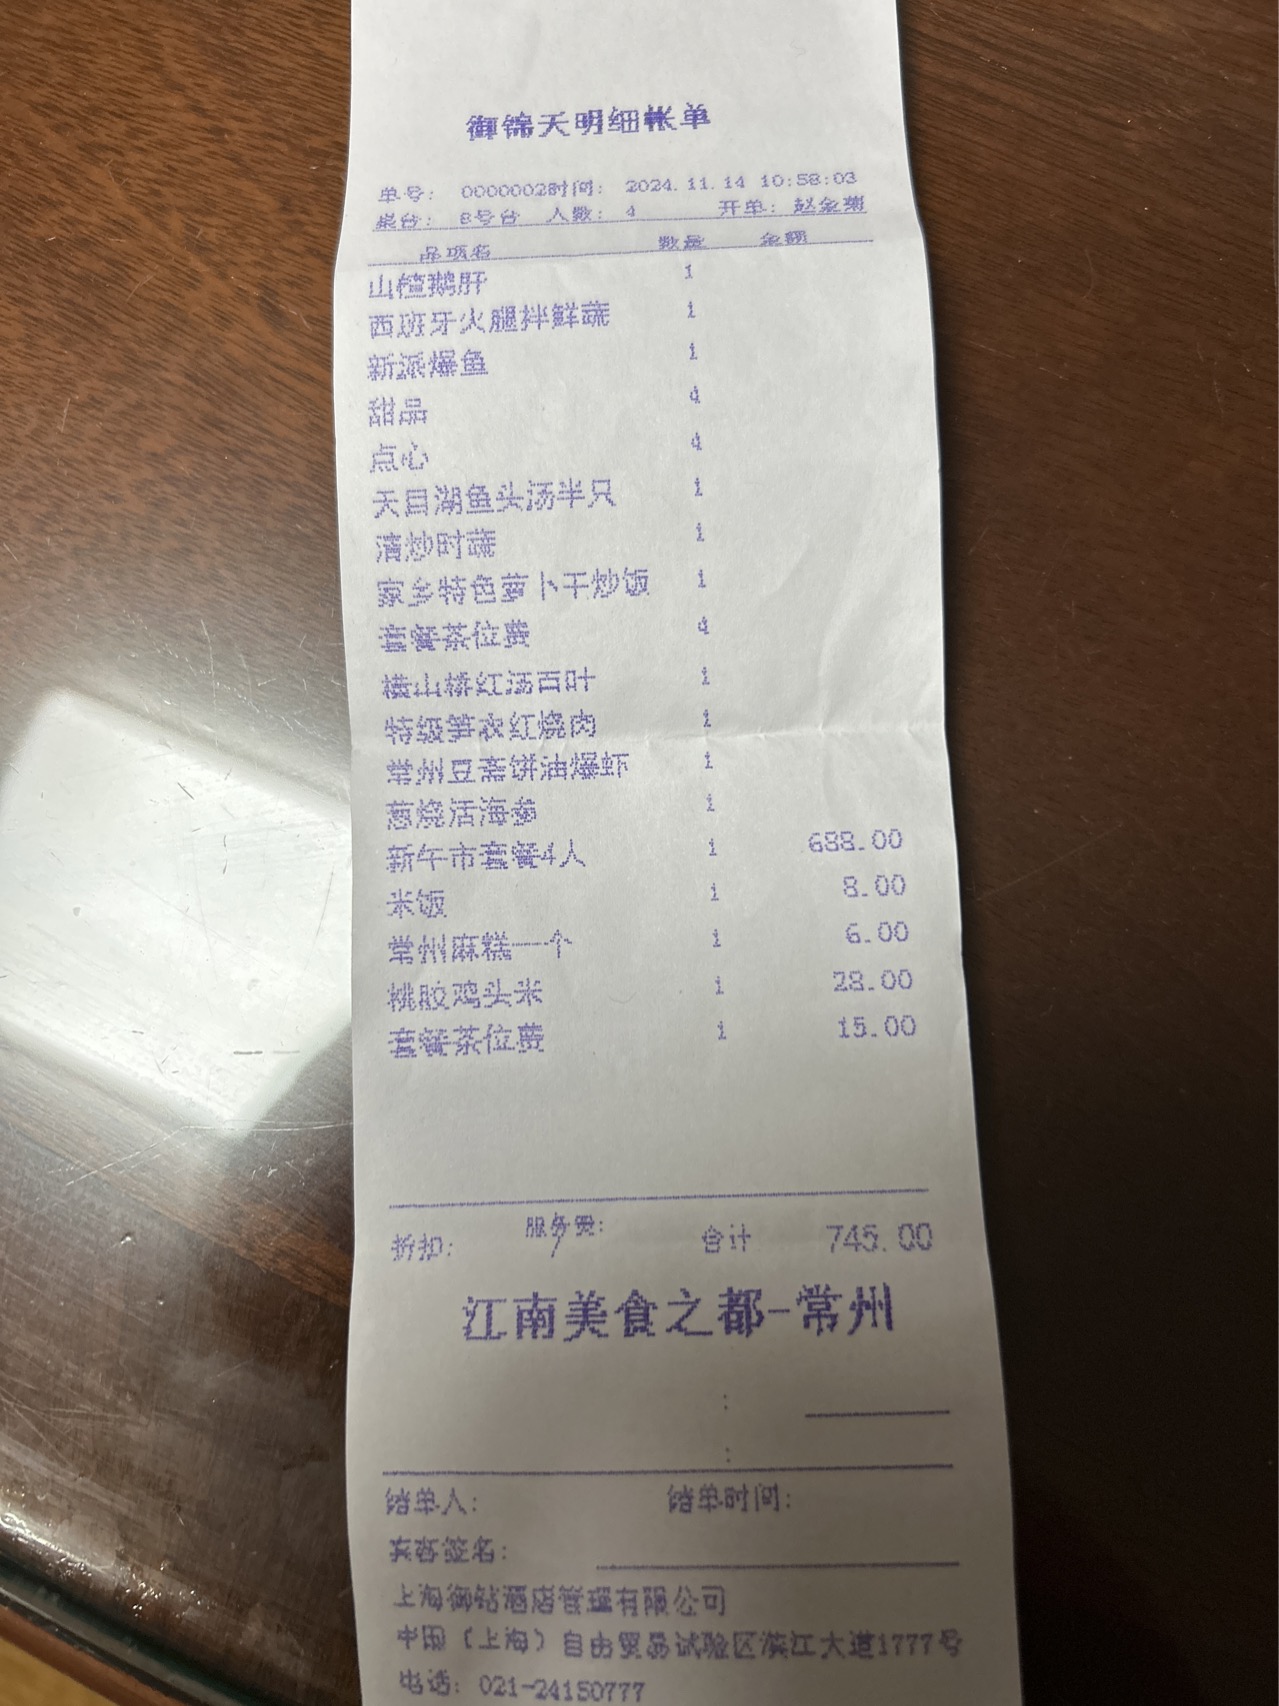 御锦天明细帐单
单号： 0000002时间： 2024.11.14 10:58:03
桌台： 8号台 人数： 4 开单： 赵金菊
品项名 数量 金额
山楂鹅肝 1
西班牙火腿拌鲜蔬 1
新派爆鱼 1
甜品 4
点心 4
天目湖鱼头汤半只 1
清炒时蔬 1
家乡特色萝卜干炒饭 1
套餐茶位费 4
横山桥红汤百叶 1
特级笋衣红烧肉 1
常州豆斋饼油爆虾 1
葱烧活海参 1
新午市套餐4人 1 688.00
米饭 1 8.00
常州麻糕一个 1 6.00
桃胶鸡头米 1 28.00
套餐茶位费 1 15.00
折扣： 服务费： / 合计 745.00
江南美食之都-常州
:
:
结单人： 结单时间：
宾客签名：
上海御钻酒店管理有限公司
中国（上海）自由贸易试验区滨江大道1777号
电话：021-24150777